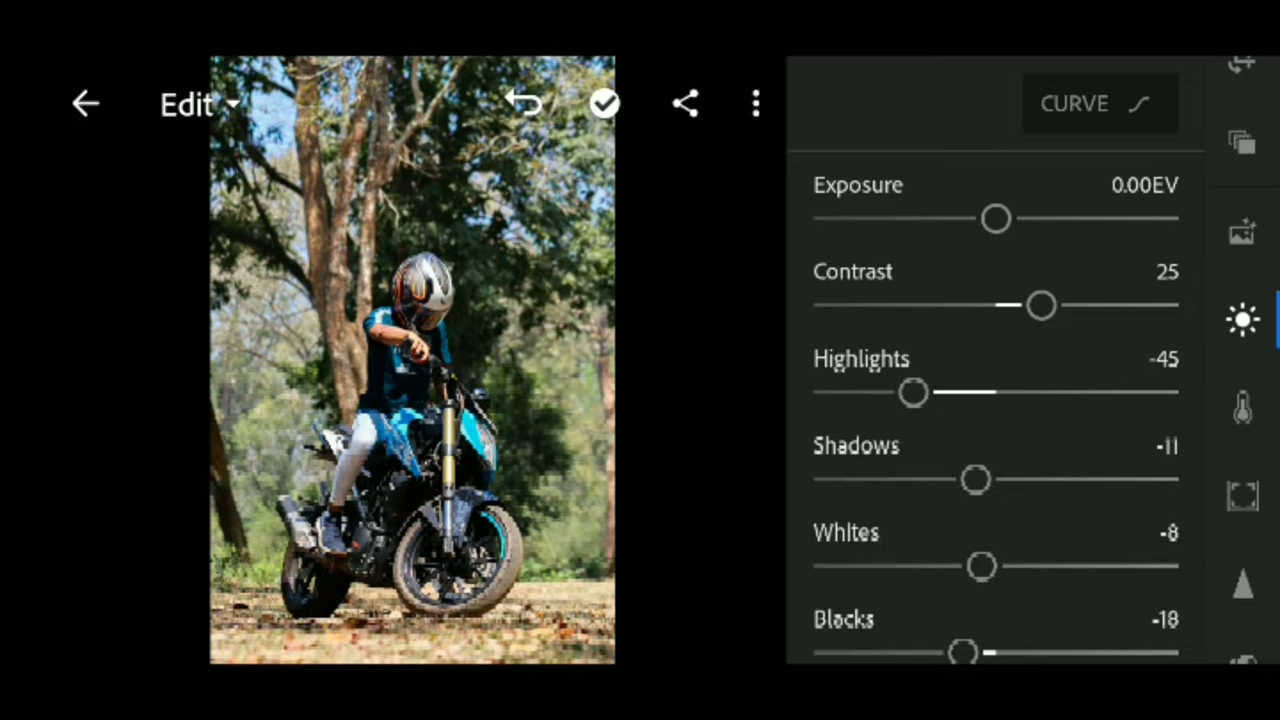 Edit
CURVE
Exposure 0.00EV
Contrast 25
Highlights -45
Shadows -11
Whites -8
Blacks -18